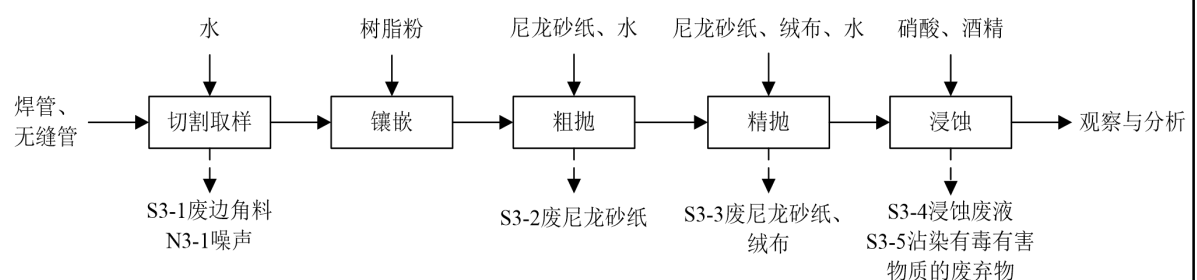 水
树脂粉
尼龙砂纸、水
尼龙砂纸、绒布、水
硝酸、酒精
焊管、
无缝管
切割取样
镶嵌
粗抛
精抛
浸蚀
观察与分析
S3-1废边角料
N3-1噪声
S3-2废尼龙砂纸
S3-3废尼龙砂纸、
绒布
S3-4浸蚀废液
S3-5沾染有毒有害
物质的废弃物